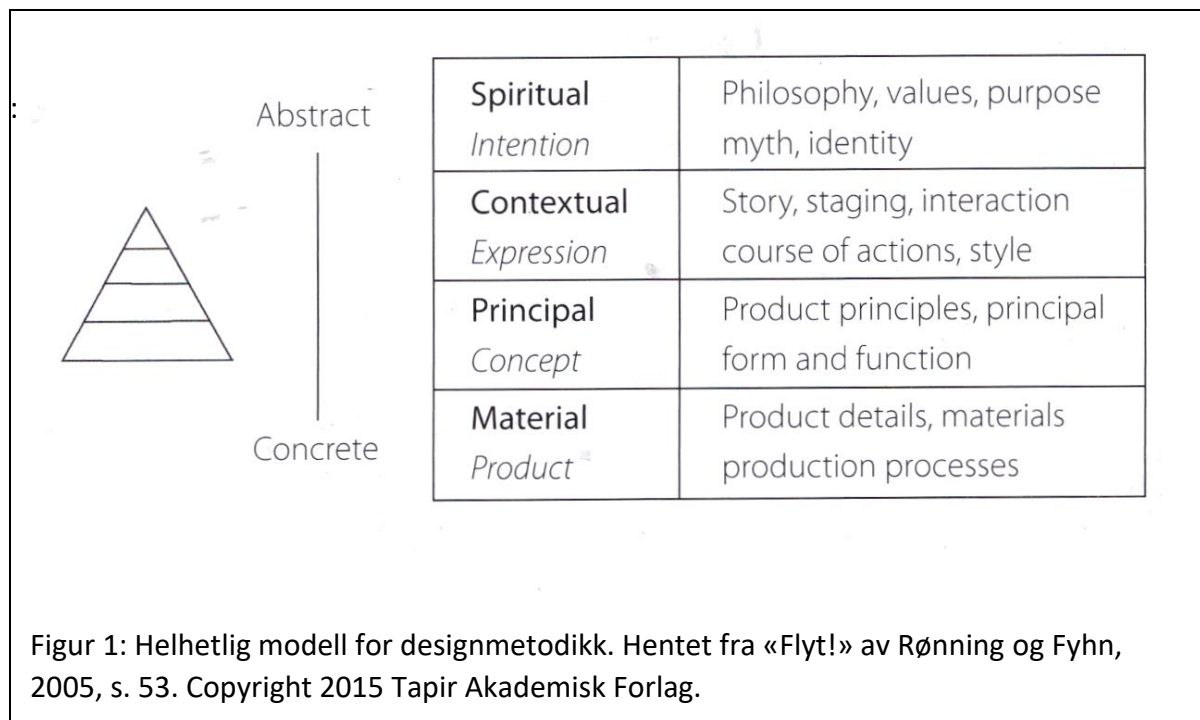 :
Abstract
Concrete
Spiritual
Intention
Philosophy, values, purpose
myth, identity
Contextual
Expression
Story, staging, interaction
course of actions, style
Principal
Concept
Product principles, principal
form and function
Material
Product
Product details, materials
production processes
Figur 1: Helhetlig modell for designmetodikk. Hentet fra «Flyt!» av Rønning og Fyhn,
2005, s. 53. Copyright 2015 Tapir Akademisk Forlag.